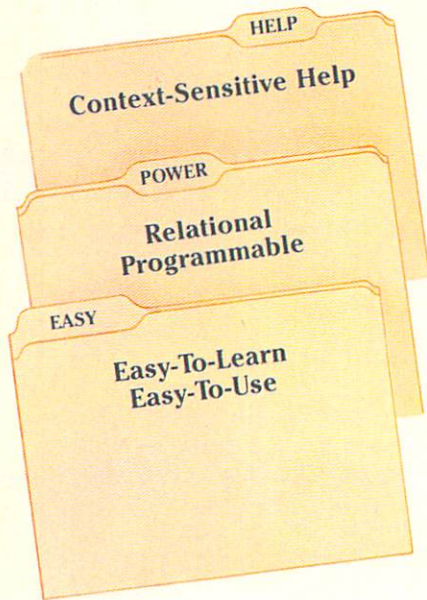 HELP
Context-Sensitive Help
POWER
Relational
Programmable
EASY
Easy-To-Learn
Easy-To-Use